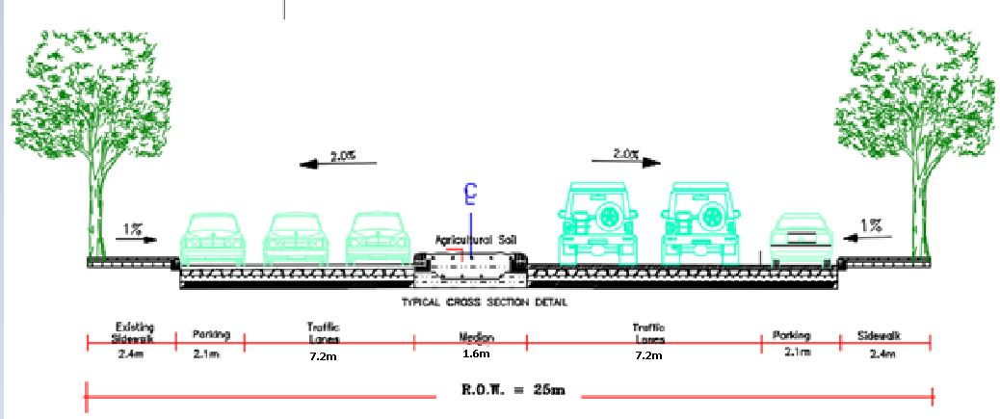 2.0%
2.0%
℄
1%
Agricultural Soil
1%
TYPICAL CROSS SECTION DETAIL
Existing
Sidewalk
2.4m
Parking
2.1m
Traffic
Lanes
7.2m
Median
1.6m
Traffic
Lanes
7.2m
Parking
2.1m
Sidewalk
2.4m
R.O.W. = 25m